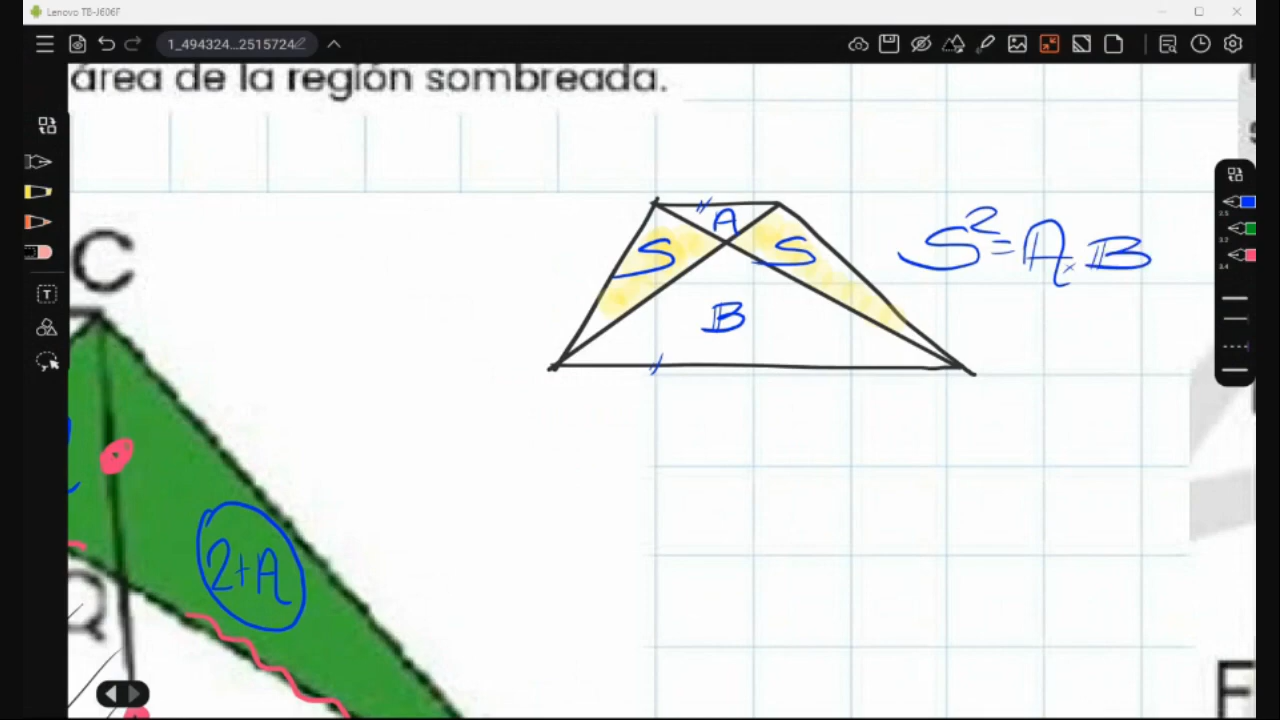 Lenovo TB-J606F
1_494324...2515724
área de la región sombreada.
C
A
S
S
S²=A×B
B
2+A
Q
F